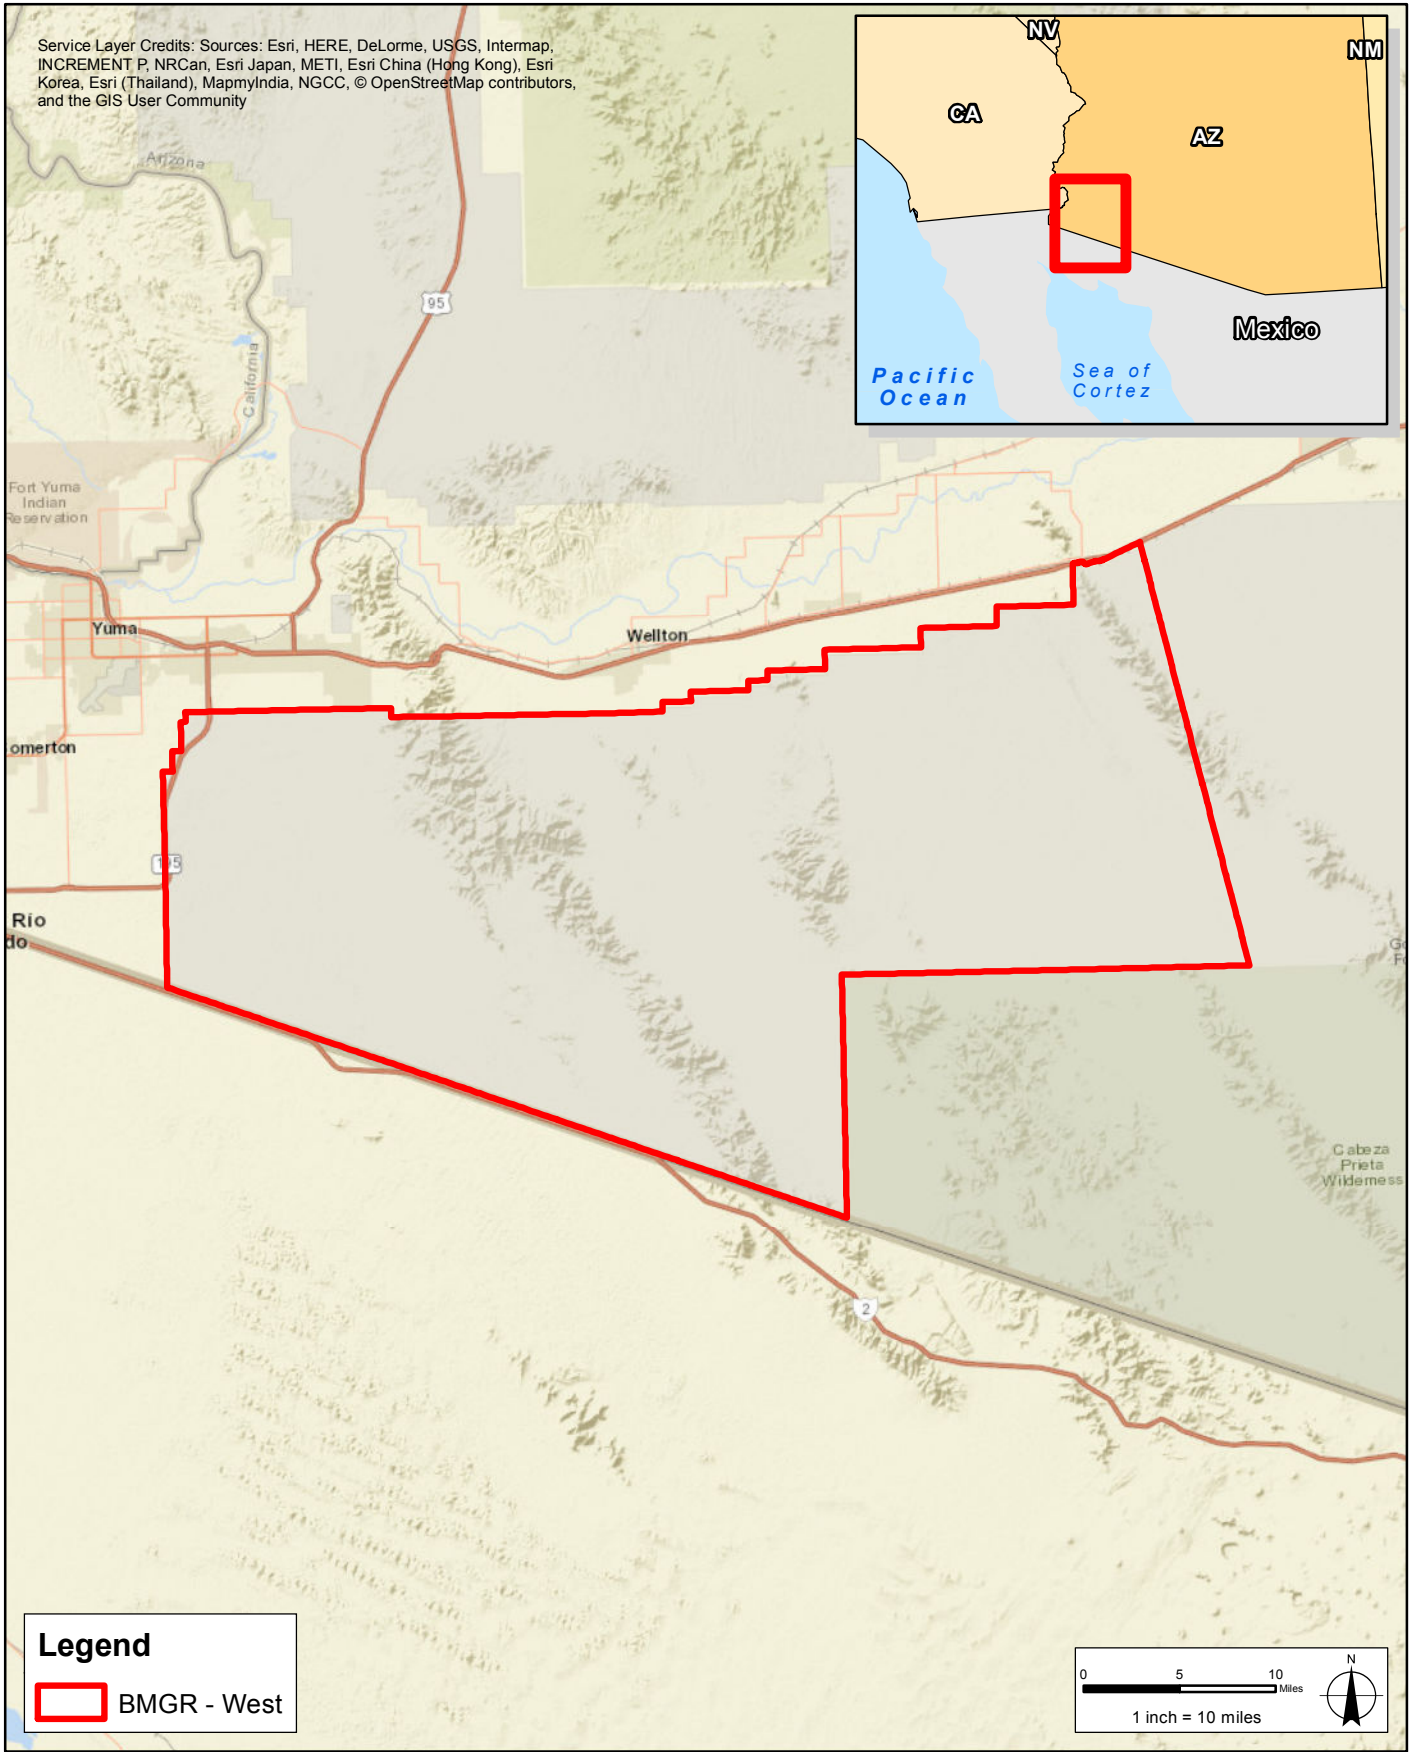 Service Layer Credits: Sources: Esri, HERE, DeLorme, USGS, Intermap,
INCREMENT P, NRCan, Esri Japan, METI, Esri China (Hong Kong), Esri
Korea, Esri (Thailand), MapmyIndia, NGCC, © OpenStreetMap contributors,
and the GIS User Community
NV
NM
CA
AZ
Mexico
Pacific
Ocean
Sea of
Cortez
Arizona
95
California
Fort Yuma
Indian
Reservation
Yuma
Wellton
omerton
195
Río
do
Cabeza
Prieta
Wilderness
2
Legend
BMGR - West
0 5 10
Miles
1 inch = 10 miles
N